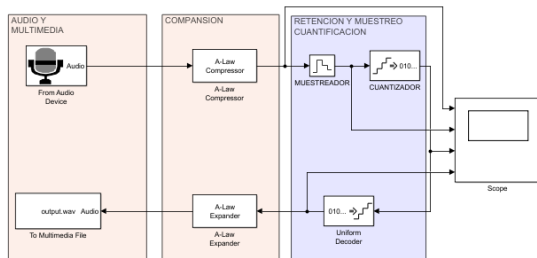 AUDIO Y
MULTIMEDIA
COMPANSION
RETENCION Y MUESTREO
CUANTIFICACION
Audio
From Audio
Device
A-Law
Compressor
A-Law
Compressor
MUESTREADOR
010...
CUANTIZADOR
Scope
output.wav Audio
To Multimedia File
A-Law
Expander
A-Law
Expander
010...
Uniform
Decoder